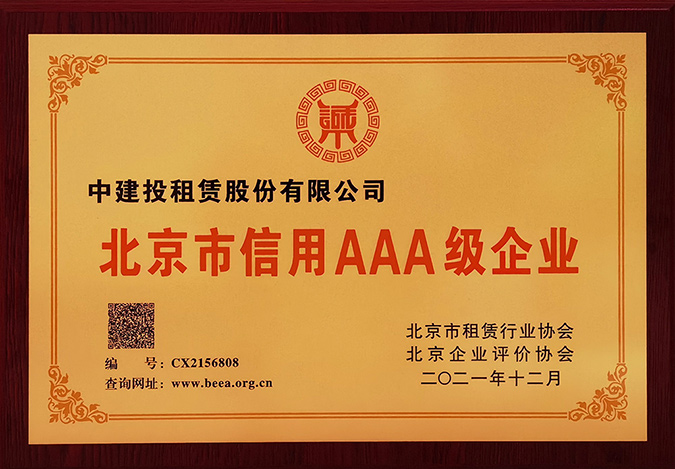 誠
中建投租赁股份有限公司
北京市信用AAA级企业
编 号：CX2156808
查询网址：www.beea.org.cn
北京市租赁行业协会
北京企业评价协会
二〇二一年十二月